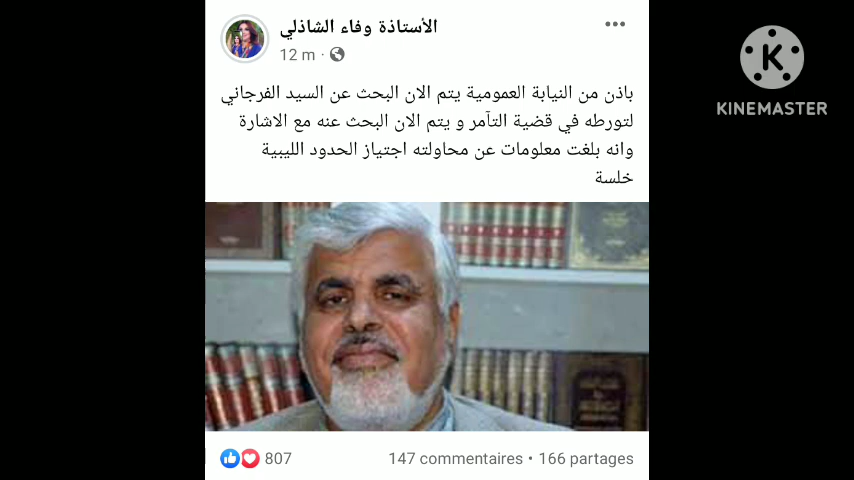 الأستاذة وفاء الشاذلي
12 m ·
باذن من النيابة العمومية يتم الان البحث عن السيد الفرجاني
لتورطه في قضية التآمر و يتم الان البحث عنه مع الاشارة
وانه بلغت معلومات عن محاولته اجتياز الحدود الليبية
خلسة
807
147 commentaires • 166 partages
K
KINEMASTER